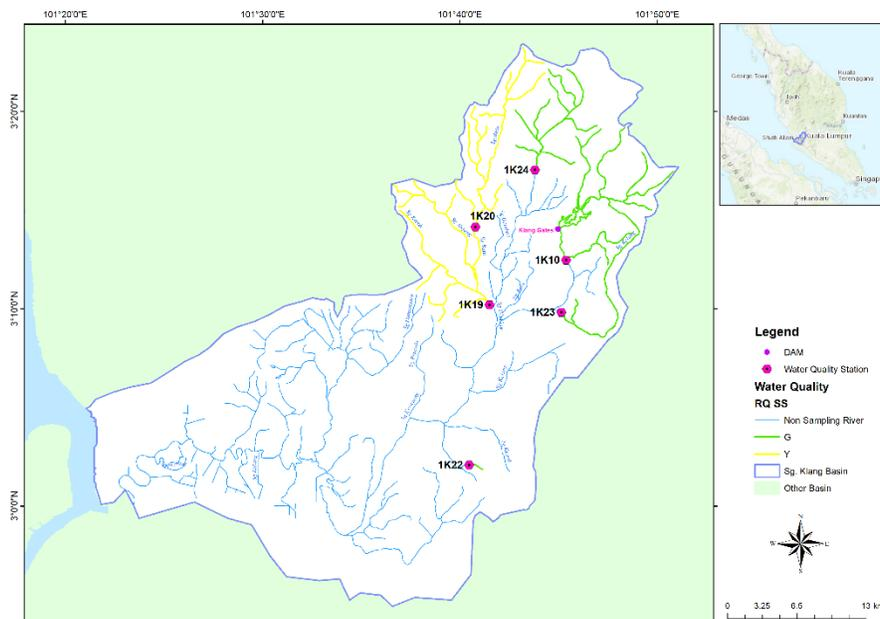 101°20'0"E
101°30'0"E
101°40'0"E
101°50'0"E
3°20'0"N
3°10'0"N
3°0'0"N
1K24
1K20
Klang Gates
1K10
1K19
1K23
1K22
George Town
Kuala
Terengganu
Ipoh
Medan
Kuantan
Shah Alam
Kuala Lumpur
Pekanbaru
Singap
Legend
DAM
Water Quality Station
Water Quality
RQ SS
Non Sampling River
G
Y
Sg. Klang Basin
Other Basin
N
W
E
S
0
3.25
6.5
13 km